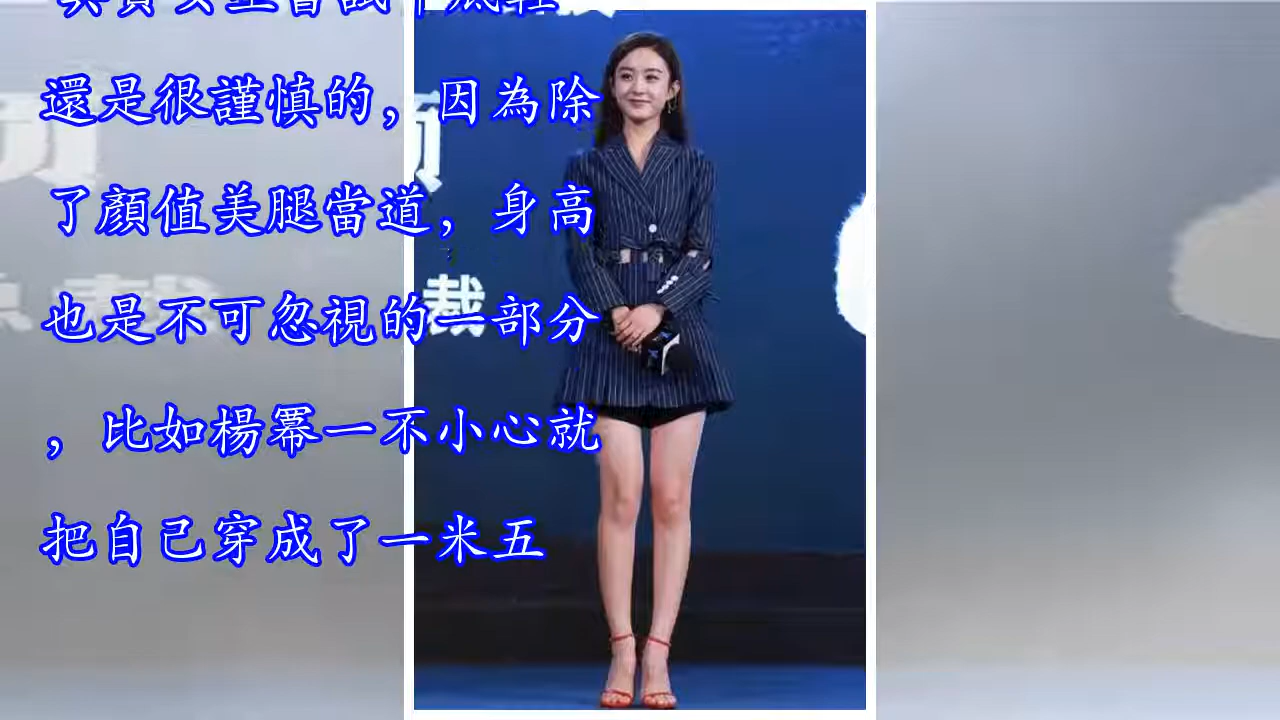 還是很謹慎的，因為除
了顏值美腿當道，身高
也是不可忽視的一部分
，比如楊冪一不小心就
把自己穿成了一米五
裁